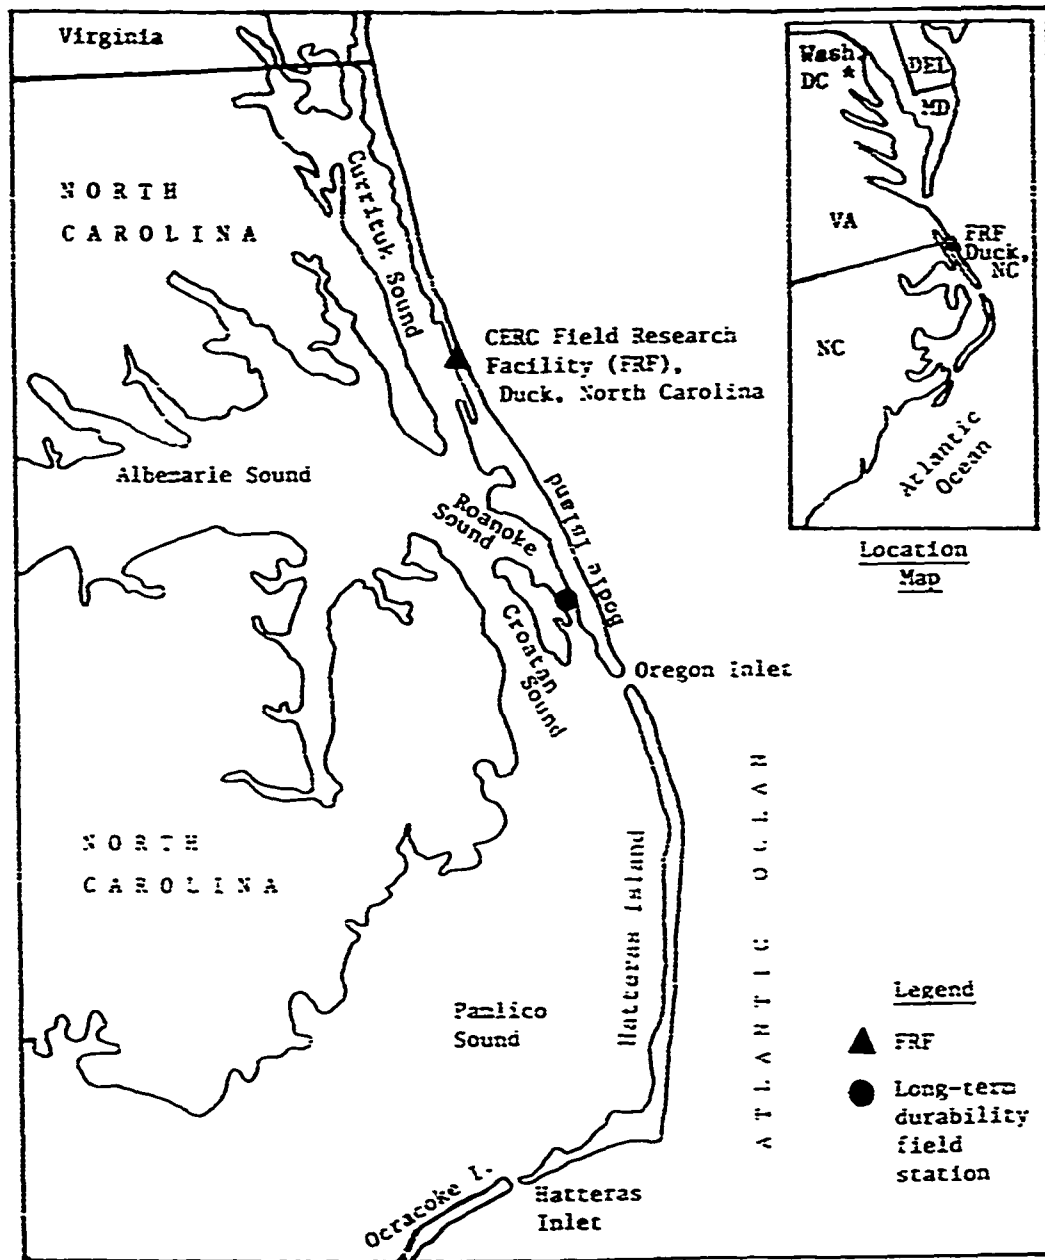 Virginia
NORTH
CAROLINA
Currituk Sound
CERC Field Research
Facility (FRF),
Duck, North Carolina
Albemarle Sound
Roanoke
Sound
Bodie Island
Croatan
Sound
Oregon Inlet
NORTH
CAROLINA
Hatteras Island
ATLANTIC OCEAN
Pamlico
Sound
Ocracoke I.
Hatteras
Inlet
Legend
FRF
Long-term
durability
field
station
Wash
DC *
DEL
MD
VA
FRF
Duck,
NC
NC
Atlantic
Ocean
Location
Map